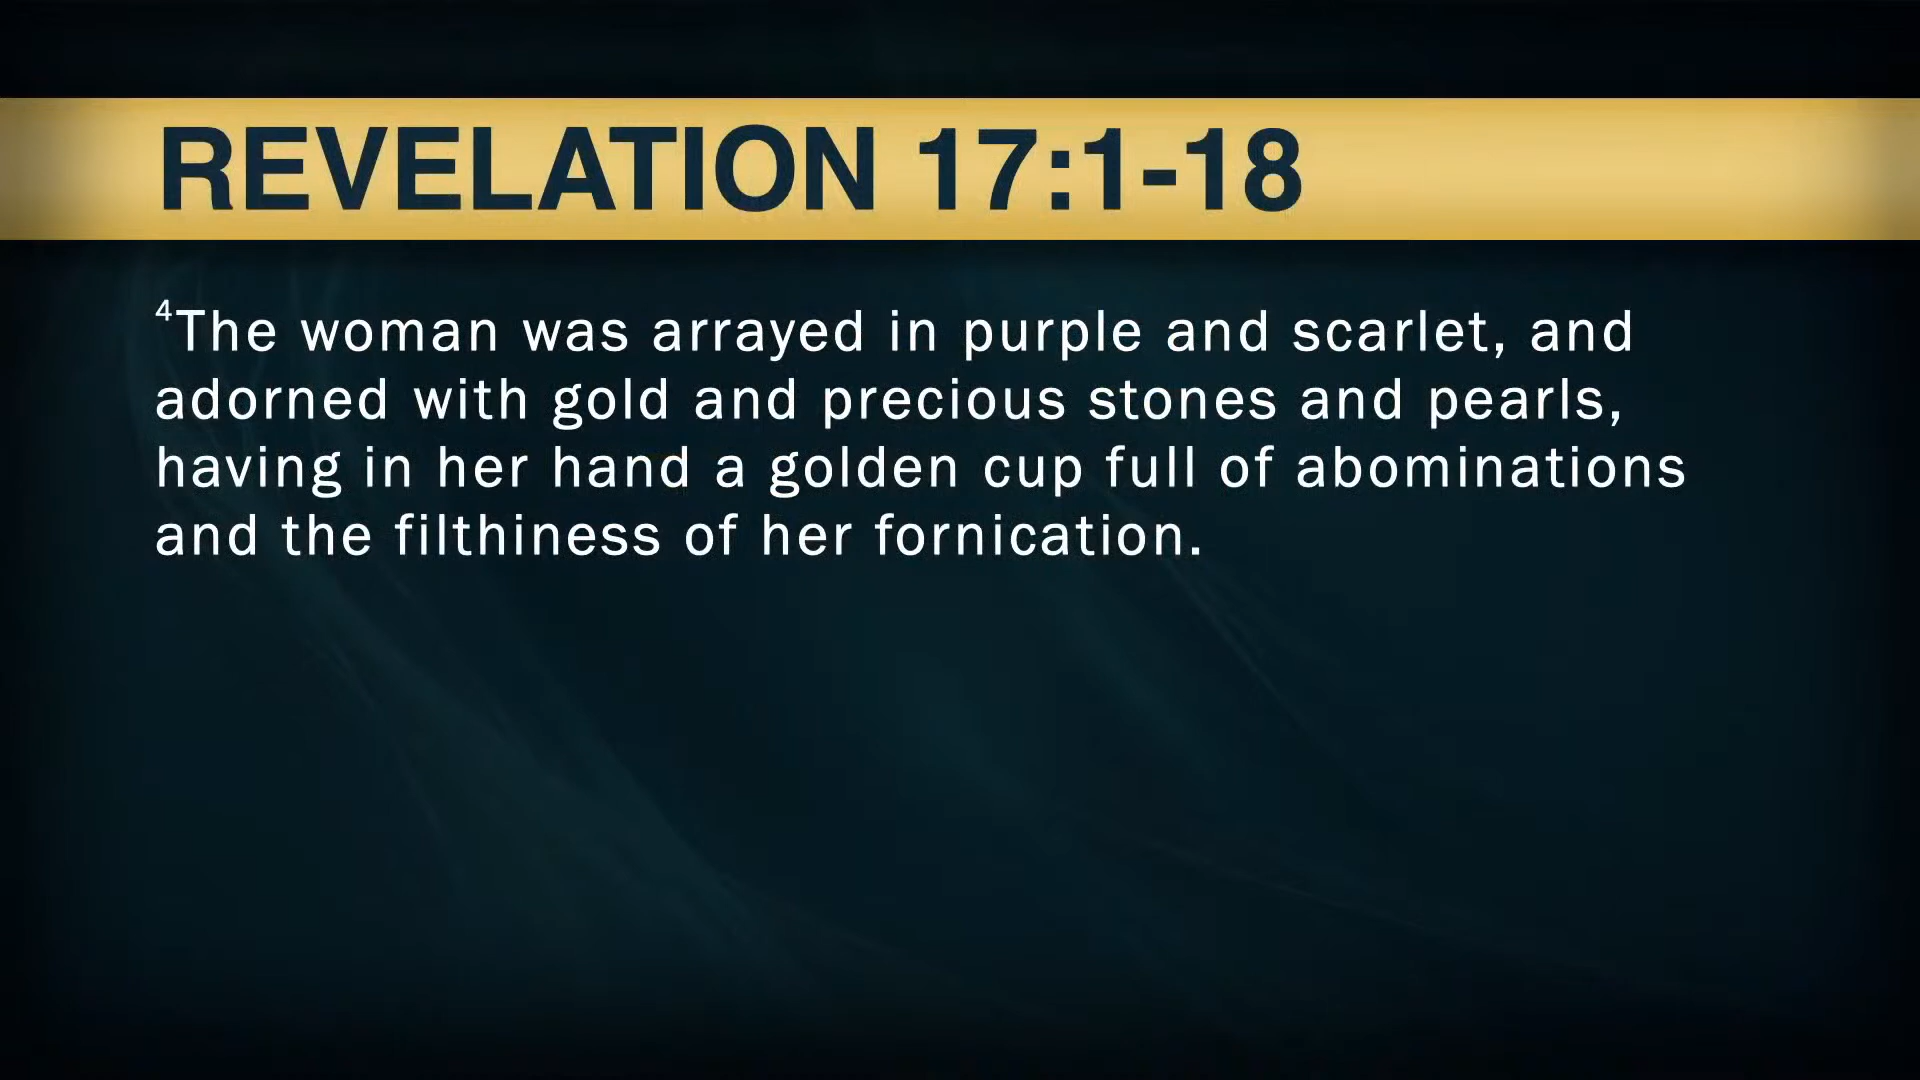 REVELATION 17:1-18
⁴The woman was arrayed in purple and scarlet, and
adorned with gold and precious stones and pearls,
having in her hand a golden cup full of abominations
and the filthiness of her fornication.